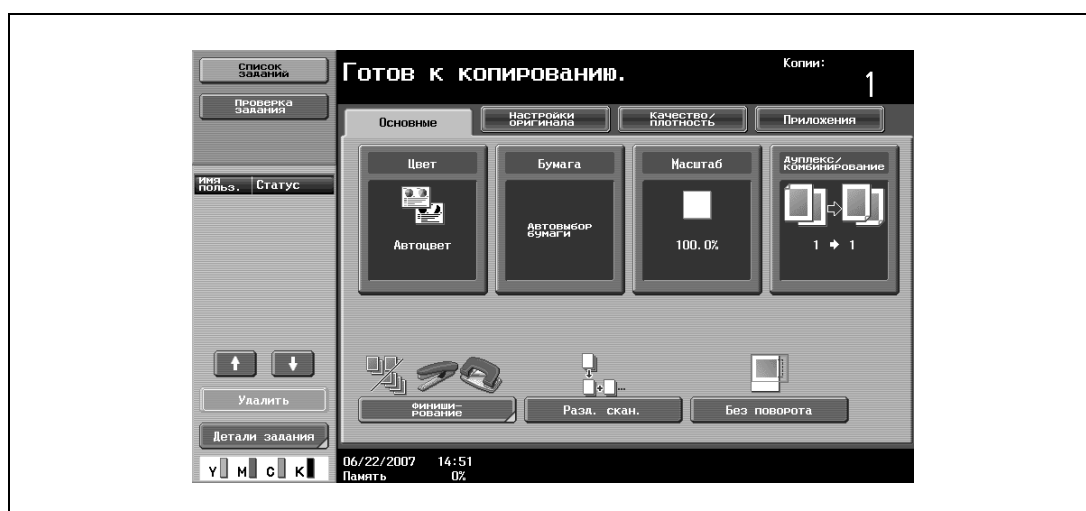 Список
заданий
Проверка
задания
Имя
польз.
Статус
Удалить
Детали задания
Y M C K
Готов к копированию.
Копии:
1
Основные
Настройки
оригинала
Качество/
плотность
Приложения
Цвет
Автоцвет
Бумага
Автовыбор
бумаги
Масштаб
100.0%
Дуплекс/
комбинирование
1 → 1
Финиши-
рование
Разд. скан.
Без поворота
06/22/2007 14:51
Память 0%